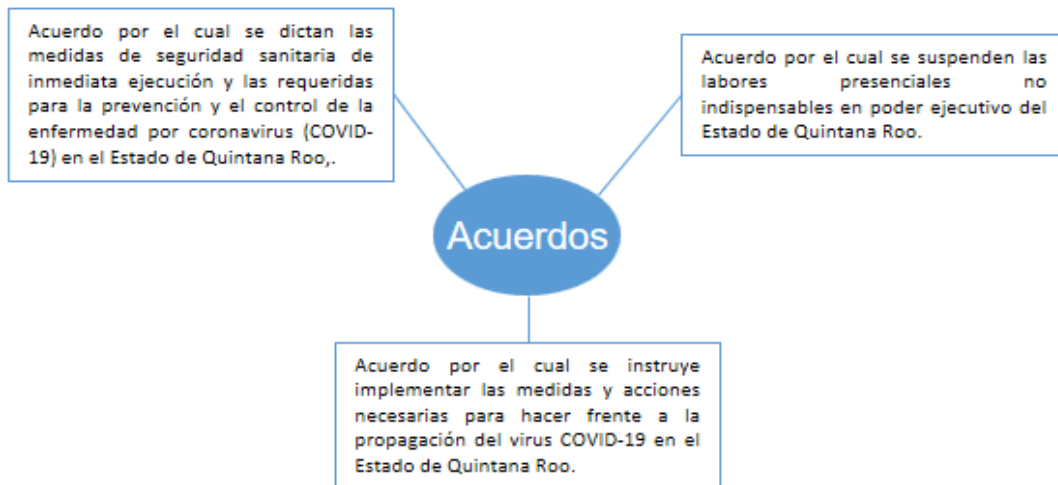 Acuerdo por el cual se dictan las
medidas de seguridad sanitaria de
inmediata ejecución y las requeridas
para la prevención y el control de la
enfermedad por coronavirus (COVID-
19) en el Estado de Quintana Roo,.
Acuerdo por el cual se suspenden las
labores presenciales no
indispensables en poder ejecutivo del
Estado de Quintana Roo.
Acuerdos
Acuerdo por el cual se instruye
implementar las medidas y acciones
necesarias para hacer frente a la
propagación del virus COVID-19 en el
Estado de Quintana Roo.